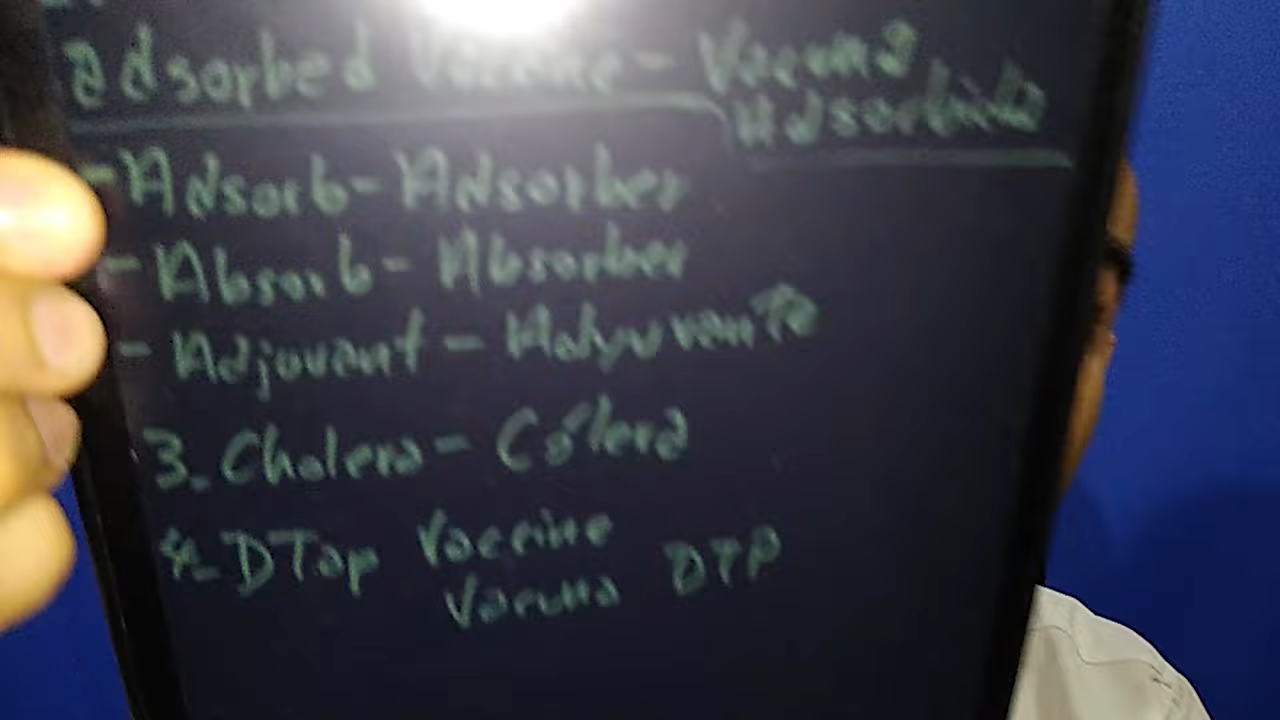 adsorbed Vaccine - Vacuna
Adsorbida
- Adsorb - Adsorber
- Absorb - Absorber
- Adjuvant - Adyuvante
3. Cholera - Cólera
4. DTap Vaccine
Vacuna DTP